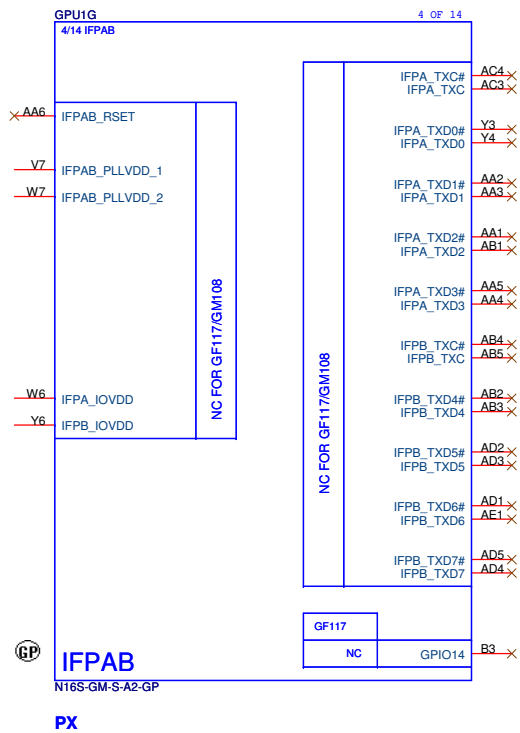 GPU1G
4 OF 14
4/14 IFPAB
AA6 IFPAB_RSET
V7 IFPAB_PLLVDD_1
W7 IFPAB_PLLVDD_2
W6 IFPA_IOVDD
Y6 IFPB_IOVDD
NC FOR GF117/GM108
NC FOR GF117/GM108
IFPA_TXC# AC4
IFPA_TXC AC3
IFPA_TXD0# Y3
IFPA_TXD0 Y4
IFPA_TXD1# AA2
IFPA_TXD1 AA3
IFPA_TXD2# AA1
IFPA_TXD2 AB1
IFPA_TXD3# AA5
IFPA_TXD3 AA4
IFPB_TXC# AB4
IFPB_TXC AB5
IFPB_TXD4# AB2
IFPB_TXD4 AB3
IFPB_TXD5# AD2
IFPB_TXD5 AD3
IFPB_TXD6# AD1
IFPB_TXD6 AE1
IFPB_TXD7# AD5
IFPB_TXD7 AD4
GF117
NC GPIO14 B3
GP
IFPAB
N16S-GM-S-A2-GP
PX